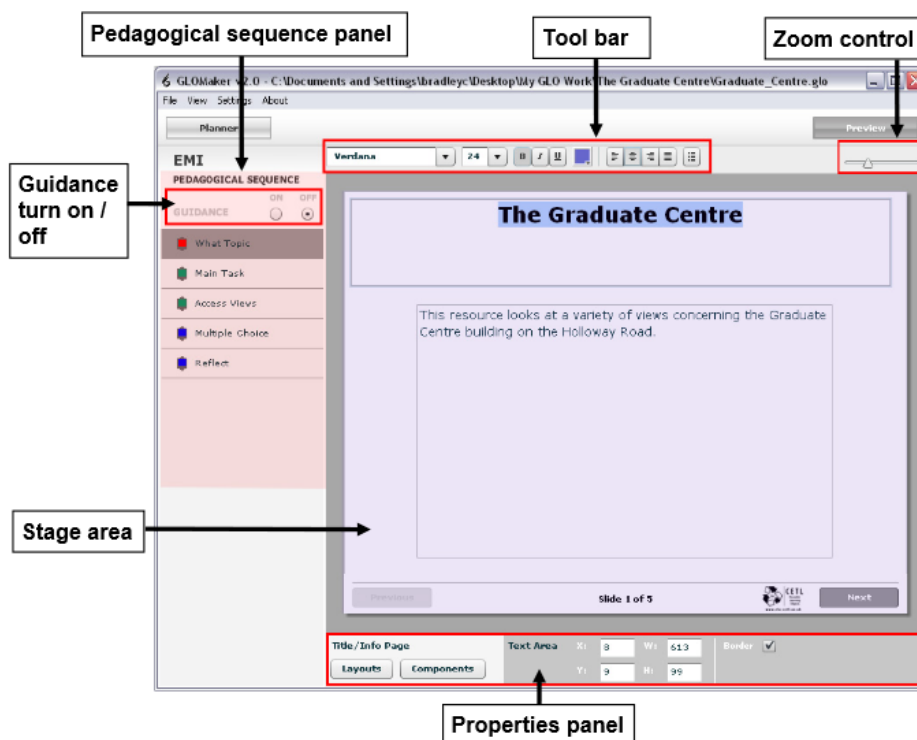 Pedagogical sequence panel
Tool bar
Zoom control
GLOMaker v2.0 - C:\Documents and Settings\bradleyc\Desktop\My GLO Work\The Graduate Centre\Graduate_Centre.glo
File View Settings About
Planner
Preview
Verdana 24 B I U
EMI
PEDAGOGICAL SEQUENCE
ON OFF
GUIDANCE
Guidance
turn on /
off
What Topic
Main Task
Access Views
Multiple Choice
Reflect
The Graduate Centre
This resource looks at a variety of views concerning the Graduate
Centre building on the Holloway Road.
Stage area
Previous
Slide 1 of 5
CETL
Next
Title/Info Page
Layouts Components
Text Area X: 8 W: 613 Border
Y: 9 H: 99
Properties panel